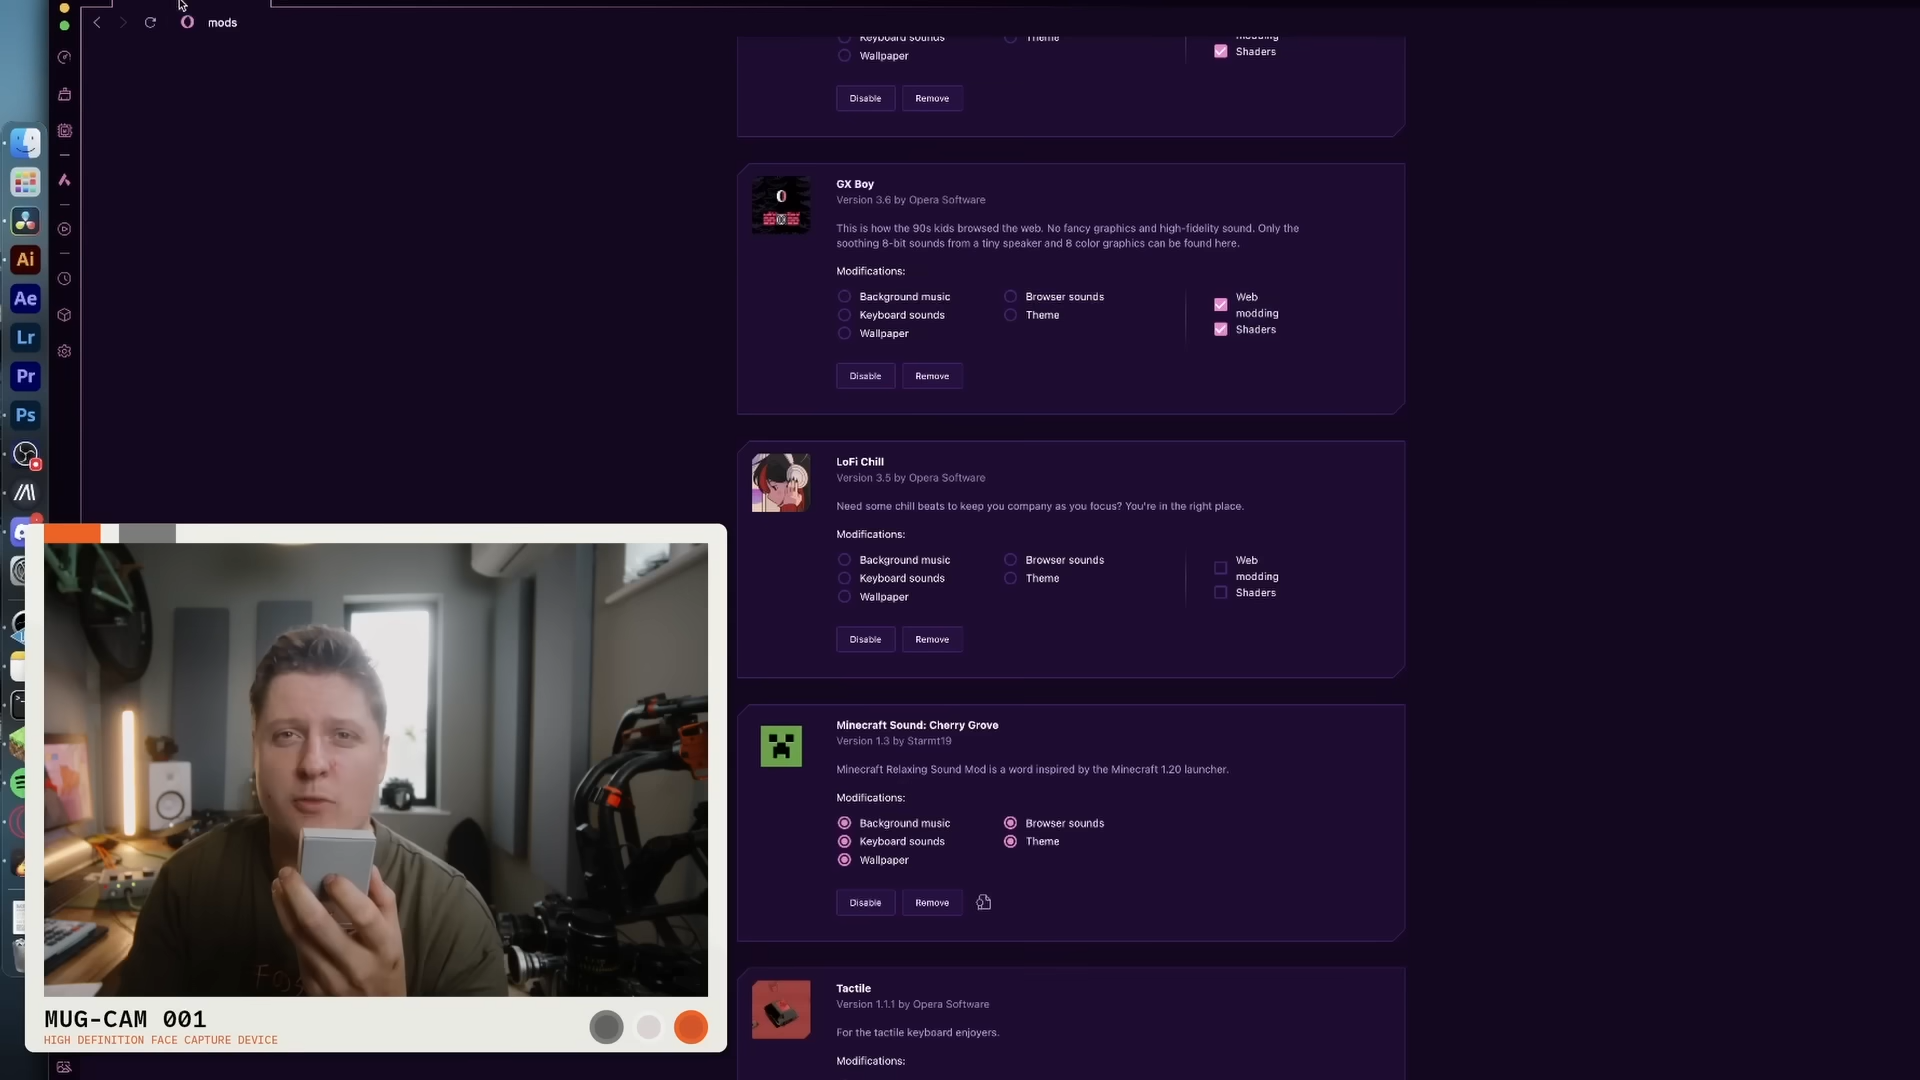 mods
Keyboard sounds
Theme
modding
Wallpaper
Shaders
Disable
Remove
GX Boy
Version 3.6 by Opera Software
This is how the 90s kids browsed the web. No fancy graphics and high-fidelity sound. Only the
soothing 8-bit sounds from a tiny speaker and 8 color graphics can be found here.
Modifications:
Background music
Browser sounds
Web
modding
Keyboard sounds
Theme
Shaders
Wallpaper
Disable
Remove
LoFi Chill
Version 3.5 by Opera Software
Need some chill beats to keep you company as you focus? You're in the right place.
Modifications:
Background music
Browser sounds
Web
modding
Keyboard sounds
Theme
Shaders
Wallpaper
Disable
Remove
Minecraft Sound: Cherry Grove
Version 1.3 by Starmt19
Minecraft Relaxing Sound Mod is a word inspired by the Minecraft 1.20 launcher.
Modifications:
Background music
Browser sounds
Keyboard sounds
Theme
Wallpaper
Disable
Remove
Tactile
Version 1.1.1 by Opera Software
For the tactile keyboard enjoyers.
Modifications:
Ai
Ae
Lr
Pr
Ps
MUG-CAM 001
HIGH DEFINITION FACE CAPTURE DEVICE